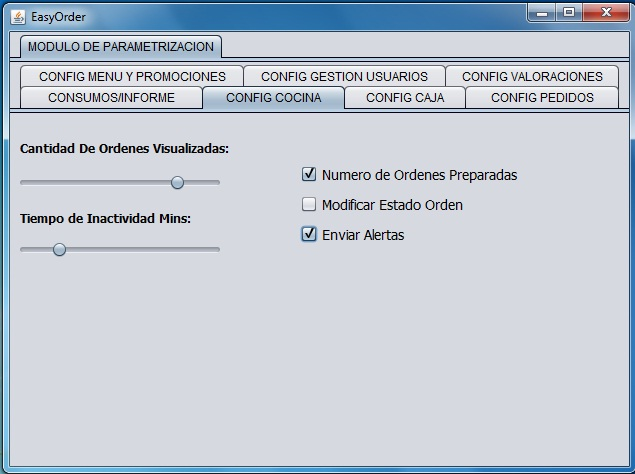 EasyOrder
MODULO DE PARAMETRIZACION
CONFIG MENU Y PROMOCIONES CONFIG GESTION USUARIOS CONFIG VALORACIONES
CONSUMOS/INFORME CONFIG COCINA CONFIG CAJA CONFIG PEDIDOS
Cantidad De Ordenes Visualizadas:
Numero de Ordenes Preparadas
Modificar Estado Orden
Tiempo de Inactividad Mins:
Enviar Alertas